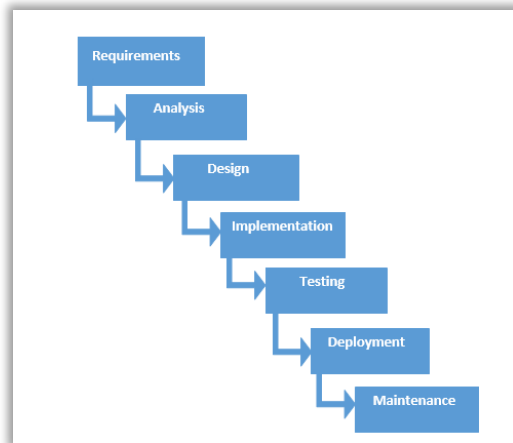 Requirements
Analysis
Design
Implementation
Testing
Deployment
Maintenance